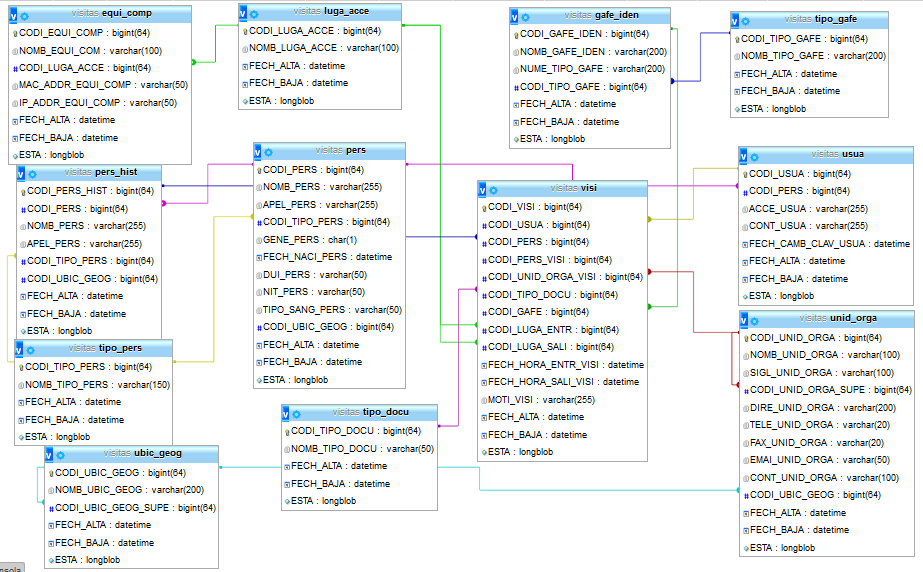 visitas equi_comp
CODI_EQUI_COMP : bigint(64)
NOMB_EQUI_COM : varchar(100)
CODI_LUGA_ACCE : bigint(64)
MAC_ADDR_EQUI_COMP : varchar(50)
IP_ADDR_EQUI_COMP : varchar(50)
FECH_ALTA : datetime
FECH_BAJA : datetime
ESTA : longblob
visitas luga_acce
CODI_LUGA_ACCE : bigint(64)
NOMB_LUGA_ACCE : varchar(100)
FECH_ALTA : datetime
FECH_BAJA : datetime
ESTA : longblob
visitas gafe_iden
CODI_GAFE_IDEN : bigint(64)
NOMB_GAFE_IDEN : varchar(200)
NUME_TIPO_GAFE : varchar(200)
CODI_TIPO_GAFE : bigint(64)
FECH_ALTA : datetime
FECH_BAJA : datetime
ESTA : longblob
visitas tipo_gafe
CODI_TIPO_GAFE : bigint(64)
NOMB_TIPO_GAFE : varchar(200)
FECH_ALTA : datetime
FECH_BAJA : datetime
ESTA : longblob
visitas pers_hist
CODI_PERS_HIST : bigint(64)
CODI_PERS : bigint(64)
NOMB_PERS : varchar(255)
APEL_PERS : varchar(255)
CODI_TIPO_PERS : bigint(64)
CODI_UBIC_GEOG : bigint(64)
FECH_ALTA : datetime
FECH_BAJA : datetime
ESTA : longblob
visitas pers
CODI_PERS : bigint(64)
NOMB_PERS : varchar(255)
APEL_PERS : varchar(255)
CODI_TIPO_PERS : bigint(64)
GENE_PERS : char(1)
FECH_NACI_PERS : datetime
DUI_PERS : varchar(50)
NIT_PERS : varchar(50)
TIPO_SANG_PERS : varchar(50)
CODI_UBIC_GEOG : bigint(64)
FECH_ALTA : datetime
FECH_BAJA : datetime
ESTA : longblob
visitas visi
CODI_VISI : bigint(64)
CODI_USUA : bigint(64)
CODI_PERS : bigint(64)
CODI_PERS_VISI : bigint(64)
CODI_UNID_ORGA_VISI : bigint(64)
CODI_TIPO_DOCU : bigint(64)
CODI_GAFE : bigint(64)
CODI_LUGA_ENTR : bigint(64)
CODI_LUGA_SALI : bigint(64)
FECH_HORA_ENTR_VISI : datetime
FECH_HORA_SALI_VISI : datetime
MOTI_VISI : varchar(255)
FECH_ALTA : datetime
FECH_BAJA : datetime
ESTA : longblob
visitas usua
CODI_USUA : bigint(64)
CODI_PERS : bigint(64)
ACCE_USUA : varchar(255)
CONT_USUA : varchar(255)
FECH_CAMB_CLAV_USUA : datetime
FECH_ALTA : datetime
FECH_BAJA : datetime
ESTA : longblob
visitas unid_orga
CODI_UNID_ORGA : bigint(64)
NOMB_UNID_ORGA : varchar(100)
SIGL_UNID_ORGA : varchar(100)
CODI_UNID_ORGA_SUPE : bigint(64)
DIRE_UNID_ORGA : varchar(200)
TELE_UNID_ORGA : varchar(20)
FAX_UNID_ORGA : varchar(20)
EMAI_UNID_ORGA : varchar(50)
CONT_UNID_ORGA : varchar(100)
CODI_UBIC_GEOG : bigint(64)
FECH_ALTA : datetime
FECH_BAJA : datetime
ESTA : longblob
visitas tipo_pers
CODI_TIPO_PERS : bigint(64)
NOMB_TIPO_PERS : varchar(150)
FECH_ALTA : datetime
FECH_BAJA : datetime
ESTA : longblob
visitas tipo_docu
CODI_TIPO_DOCU : bigint(64)
NOMB_TIPO_DOCU : varchar(50)
FECH_ALTA : datetime
FECH_BAJA : datetime
ESTA : longblob
visitas ubic_geog
CODI_UBIC_GEOG : bigint(64)
NOMB_UBIC_GEOG : varchar(200)
CODI_UBIC_GEOG_SUPE : bigint(64)
FECH_ALTA : datetime
FECH_BAJA : datetime
ESTA : longblob